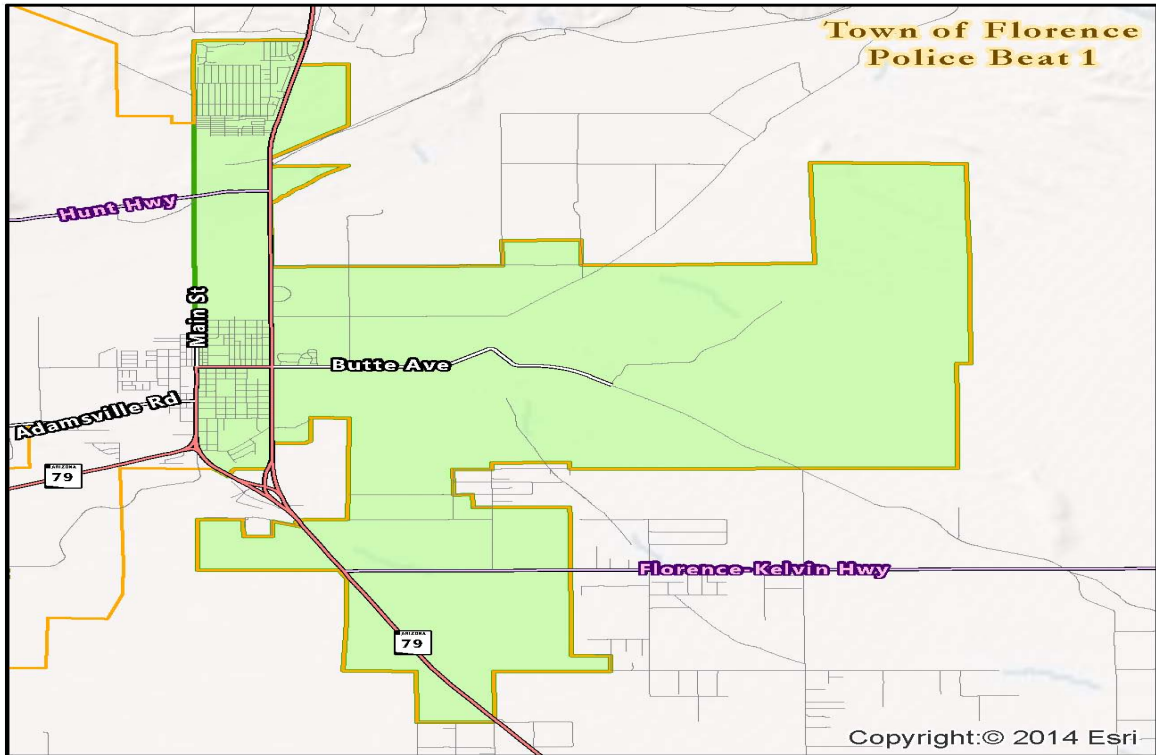 Town of Florence
Police Beat 1
Hunt Hwy
Main St
Butte Ave
Adamsville Rd
ARIZONA
79
Florence-Kelvin Hwy
ARIZONA
79
Copyright:© 2014 Esri